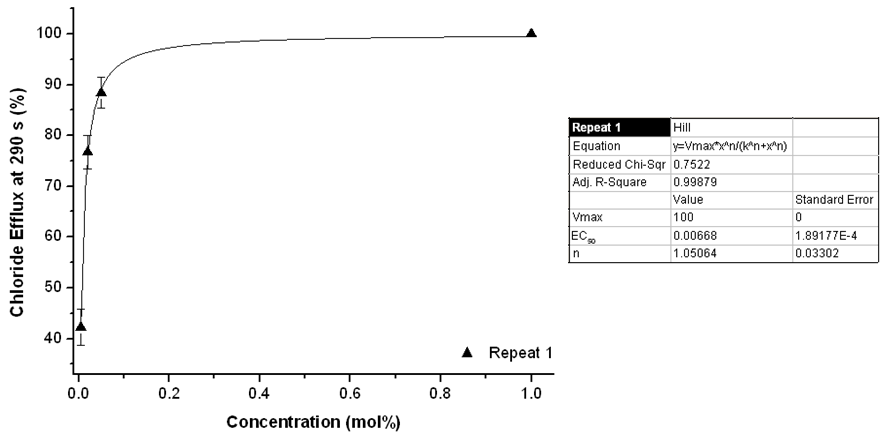 Chloride Efflux at 290 s (%)
100
90
80
70
60
50
40
0.0 0.2 0.4 0.6 0.8 1.0
Concentration (mol%)
Repeat 1
Repeat 1 Hill
Equation y=Vmax*x^n/(k^n+x^n)
Reduced Chi-Sqr 0.7522
Adj. R-Square 0.99879
Value Standard Error
Vmax 100 0
EC50 0.00668 1.89177E-4
n 1.05064 0.03302